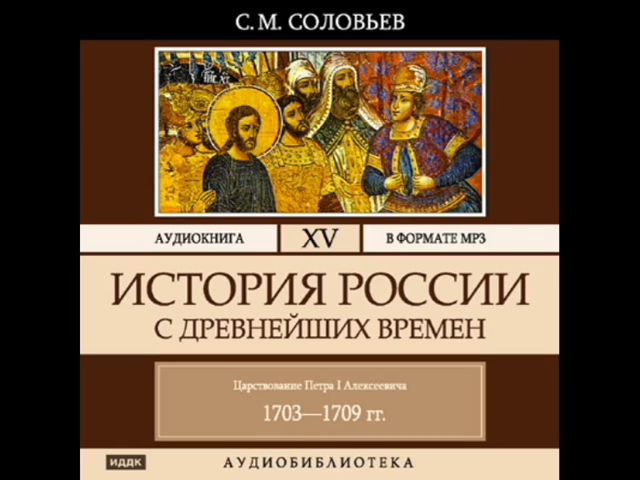 С. М. СОЛОВЬЕВ
АУДИОКНИГА
XV
В ФОРМАТЕ MP3
ИСТОРИЯ РОССИИ
С ДРЕВНЕЙШИХ ВРЕМЕН
Царствование Петра I Алексеевича
1703—1709 гг.
ИДДК
АУДИОБИБЛИОТЕКА